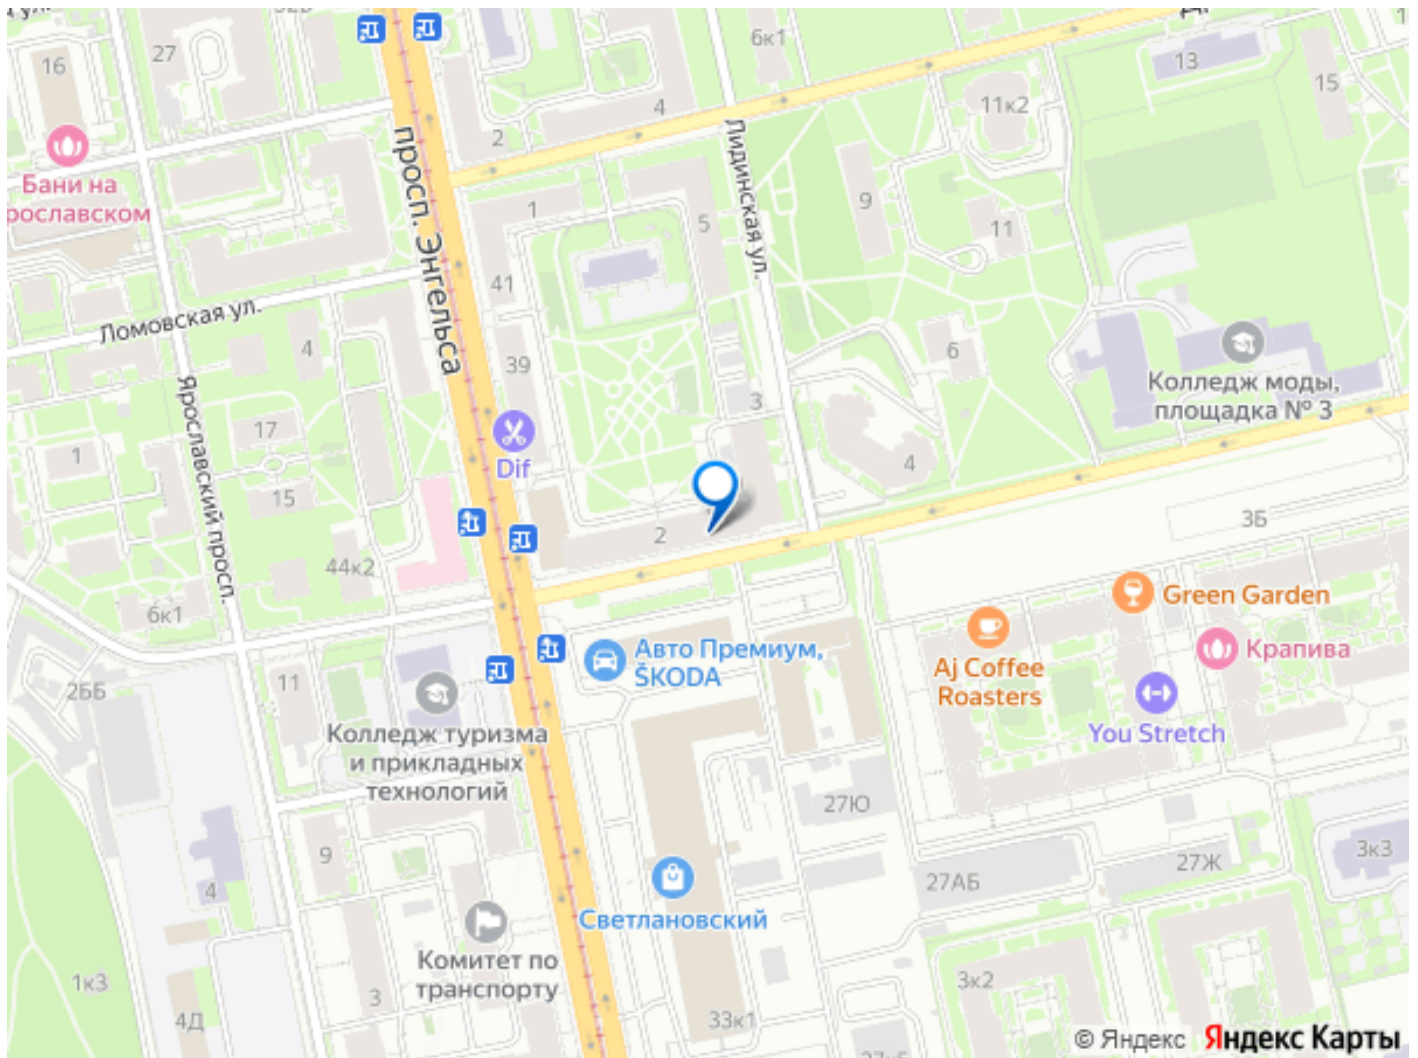 16
27
6к1
13
15
11к2
4
2
Бани на
рославском
просп. Энгельса
Лидинская ул.
1
5
9
11
41
Ломовская ул.
4
39
6
Колледж моды,
площадка № 3
3
Ярославский просп.
17
1
15
Dif
4
2
3Б
44к2
6к1
Green Garden
Авто Премиум,
ŠKODA
Aj Coffee
Roasters
Крапива
You Stretch
2ББ
11
Колледж туризма
и прикладных
технологий
27Ю
9
4
27АБ
27Ж
3к3
Светлановский
Комитет по
транспорту
1к3
4Д
3
33к1
3к2
© Яндекс Яндекс Карты